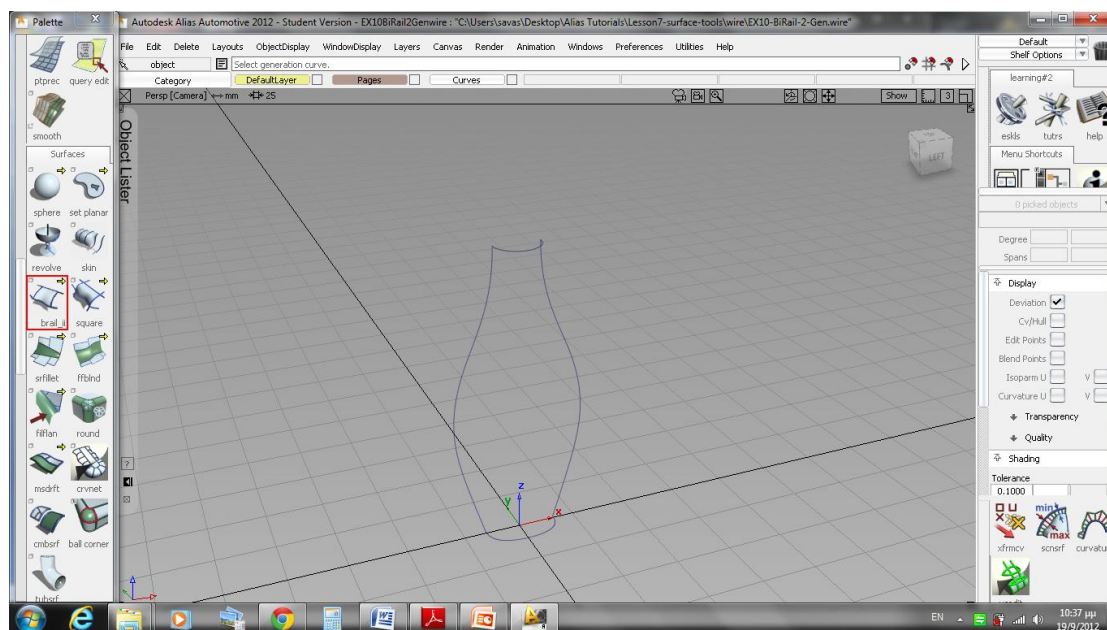 Palette
Autodesk Alias Automotive 2012 - Student Version - EX10BiRail2Genwire : "C:\Users\savas\Desktop\Alias Tutorials\Lesson7-surface-tools\wire\EX10-BiRail-2-Gen.wire"
File Edit Delete Layouts ObjectDisplay WindowDisplay Layers Canvas Render Animation Windows Preferences Utilities Help
object Select generation curve.
Category DefaultLayer Pages Curves
Persp [Camera] mm 25
Show 3
Object Lister
ptprec query edit
smooth
Surfaces
sphere set planar
revolve skin
brail_ii square
srfillet ffblnd
filflan round
msdrft crvnet
cmbsrf ball corner
tubsrf
LEFT
z
y x
?
Default
Shelf Options
learning#2
eskls tutrs help
Menu Shortcuts
0 picked objects
Degree
Spans
Display
Deviation
Cv/Hull
Edit Points
Blend Points
Isoparm U V
Curvature U V
Transparency
Quality
Shading
Tolerance
0.1000
min
max
xfrmcv scnsrf curvatu
EN 10:37 μμ
19/9/2012